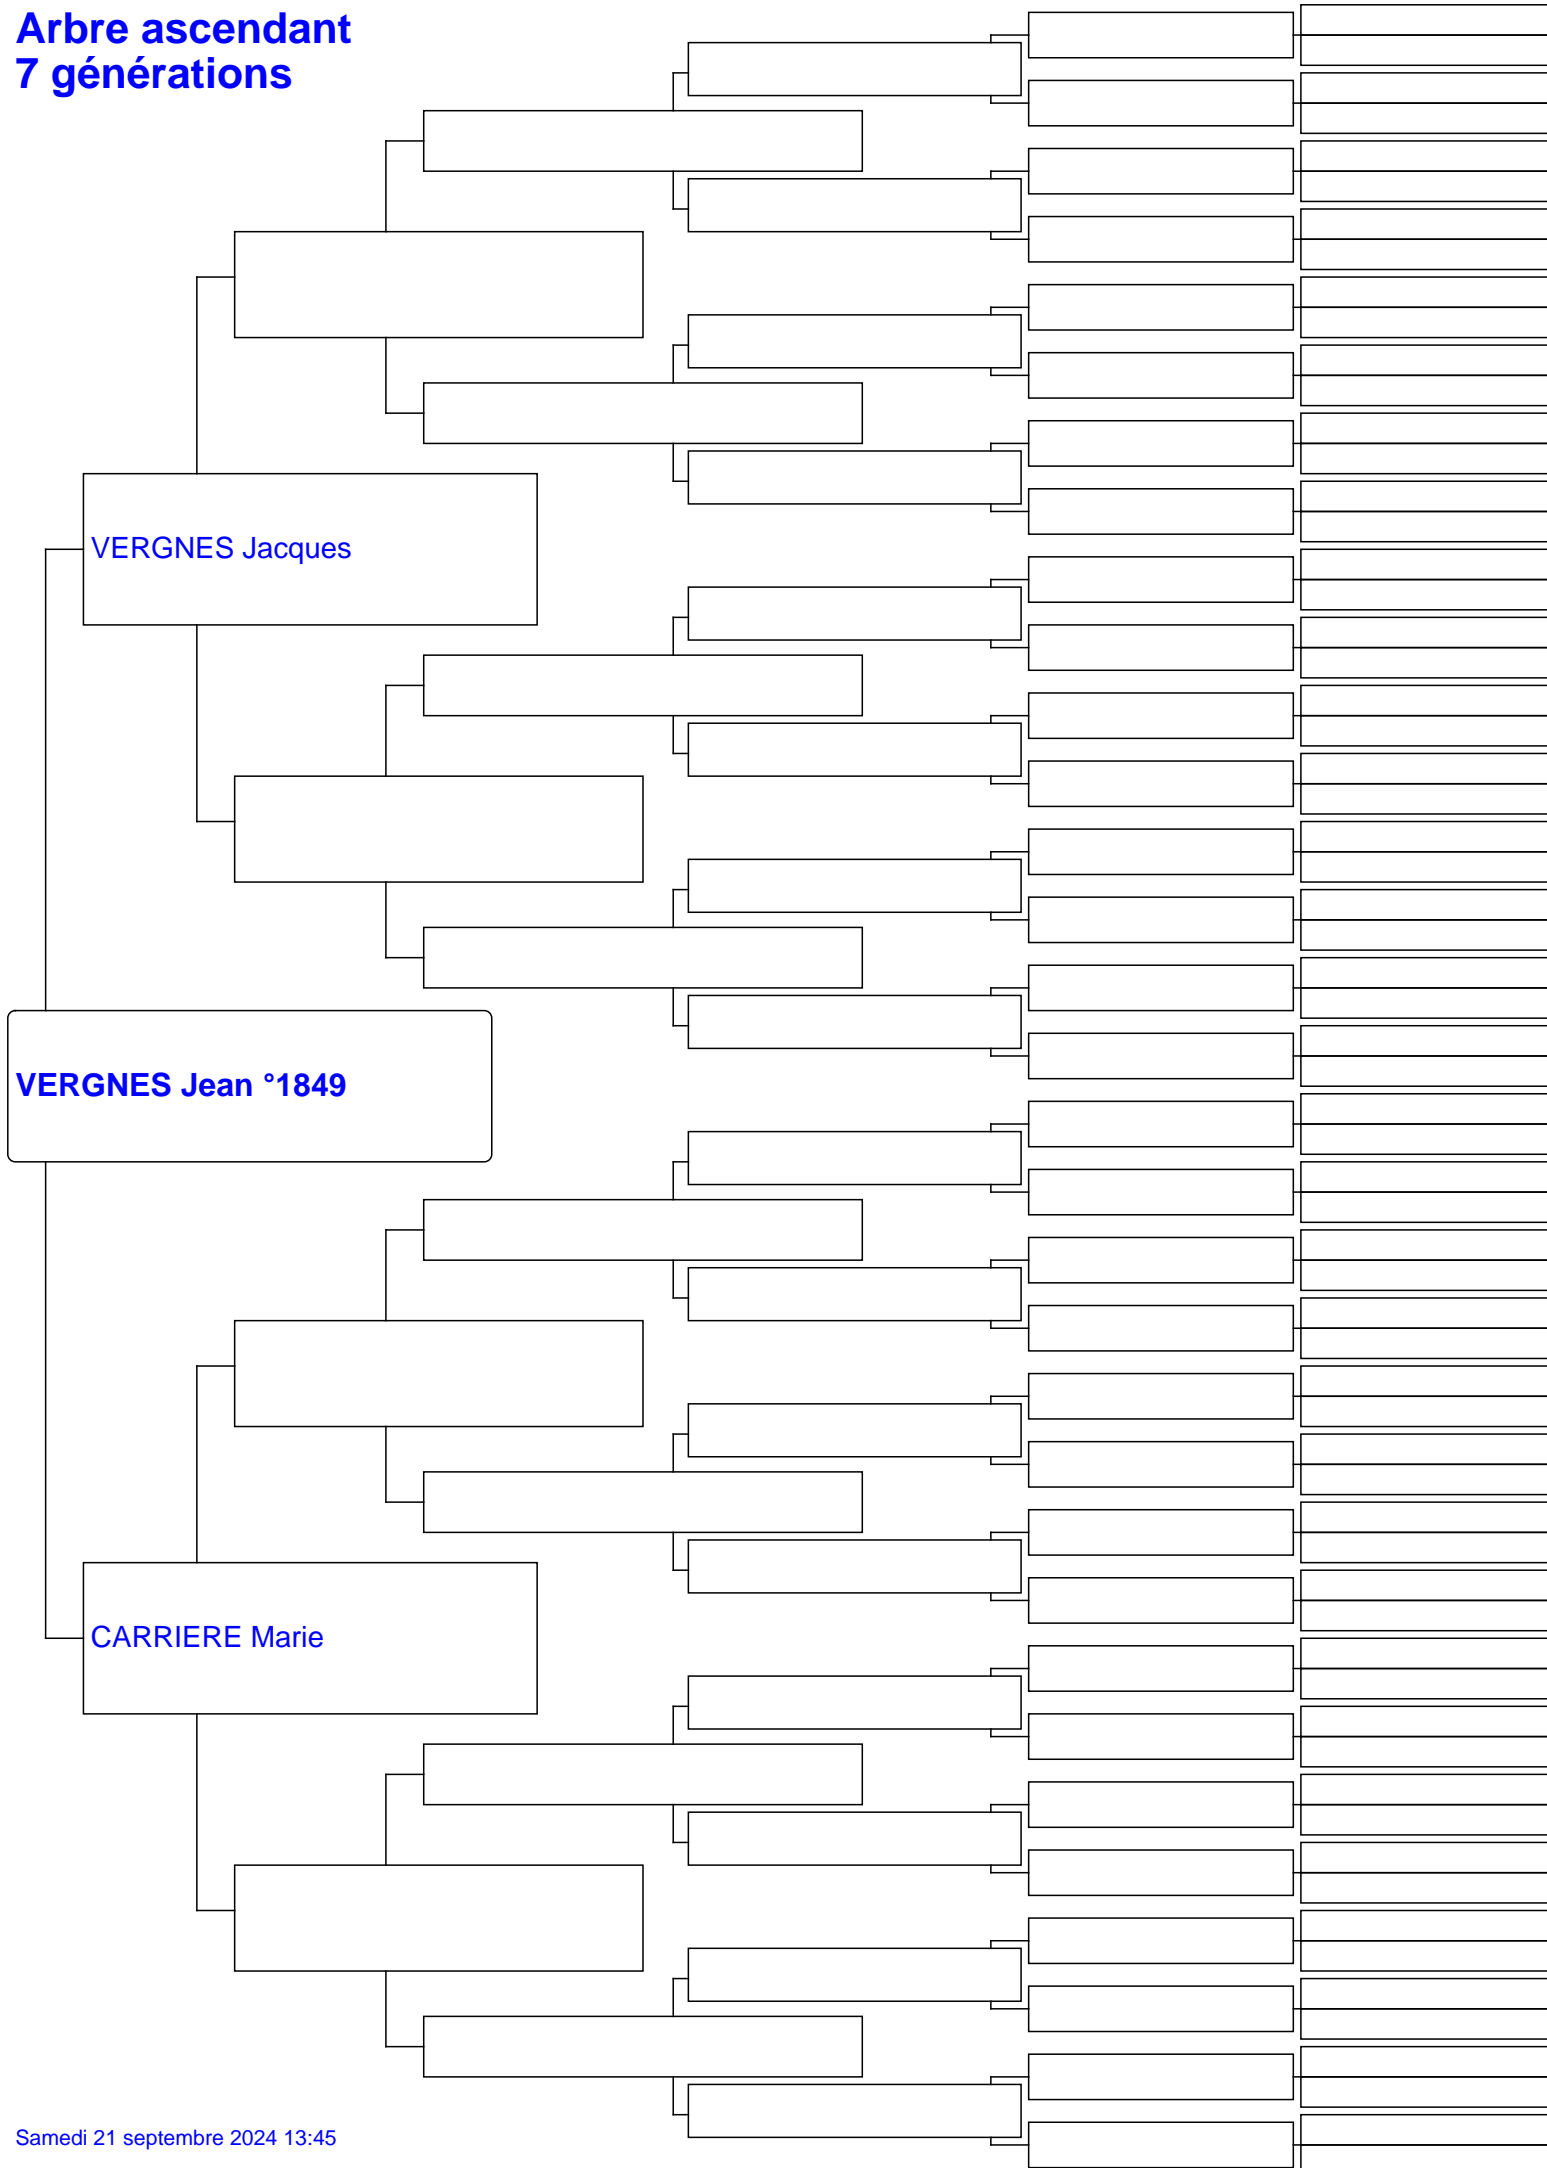 Arbre ascendant
7 générations
VERGNES Jacques
VERGNES Jean °1849
CARRIERE Marie
Samedi 21 septembre 2024 13:45